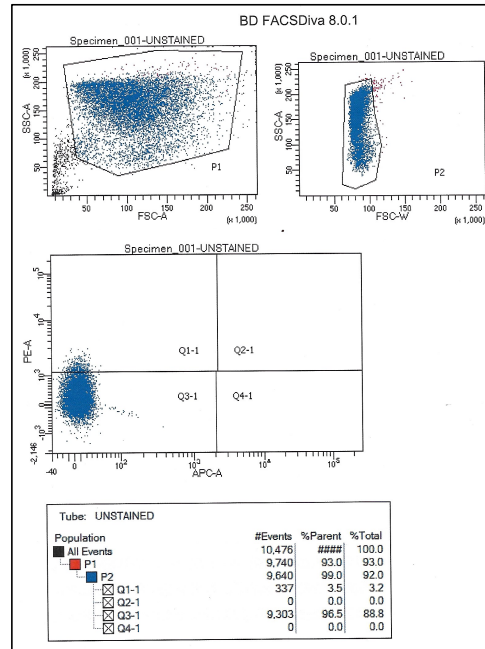 BD FACSDiva 8.0.1
Specimen_001-UNSTAINED
SSC-A
(x 1,000)
50 100 150 200 250
P1
50 100 150 200 250
FSC-A
(x 1,000)
Specimen_001-UNSTAINED
SSC-A
(x 1,000)
50 100 150 200 250
P2
50 100 150 200 250
FSC-W
(x 1,000)
Specimen_001-UNSTAINED
PE-A
10^5
10^4
10^3
0
-10^3
-2,146
Q1-1 Q2-1
Q3-1 Q4-1
-40 0 10^2 10^3 10^4 10^5
APC-A
Tube: UNSTAINED
Population #Events %Parent %Total
All Events 10,476 #### 100.0
P1 9,740 93.0 93.0
P2 9,640 99.0 92.0
Q1-1 337 3.5 3.2
Q2-1 0 0.0 0.0
Q3-1 9,303 96.5 88.8
Q4-1 0 0.0 0.0